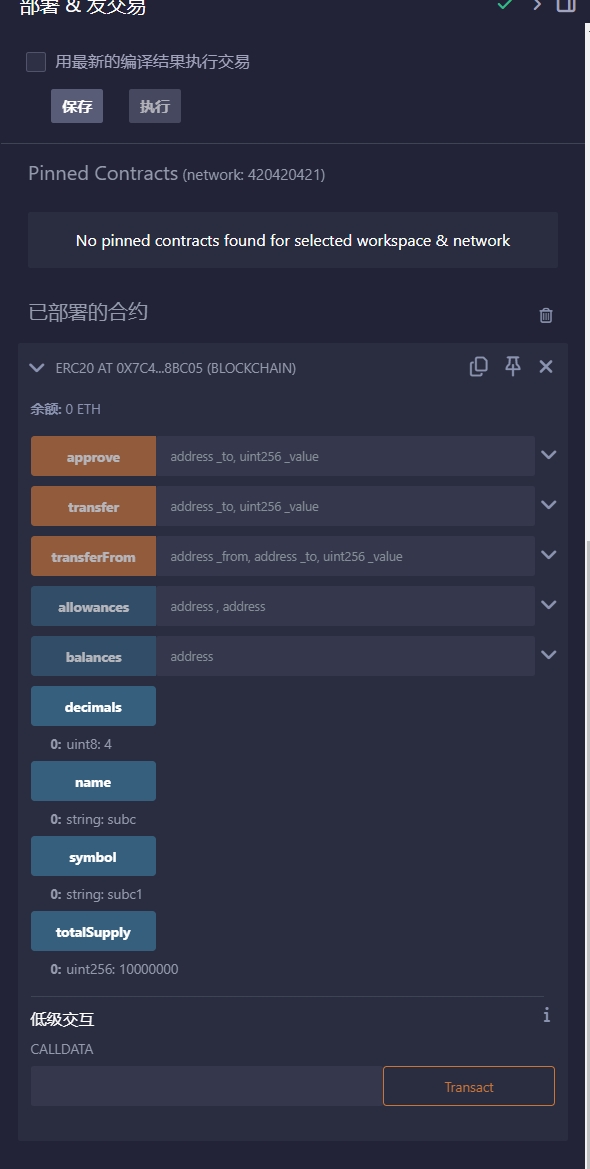 部署 & 发交易
用最新的编译结果执行交易
保存 执行
Pinned Contracts (network: 420420421)
No pinned contracts found for selected workspace & network
已部署的合约
ERC20 AT 0X7C4...8BC05 (BLOCKCHAIN)
余额: 0 ETH
approve address _to, uint256 _value
transfer address _to, uint256 _value
transferFrom address _from, address _to, uint256 _value
allowances address , address
balances address
decimals
0: uint8: 4
name
0: string: subc
symbol
0: string: subc1
totalSupply
0: uint256: 10000000
低级交互 i
CALLDATA
Transact